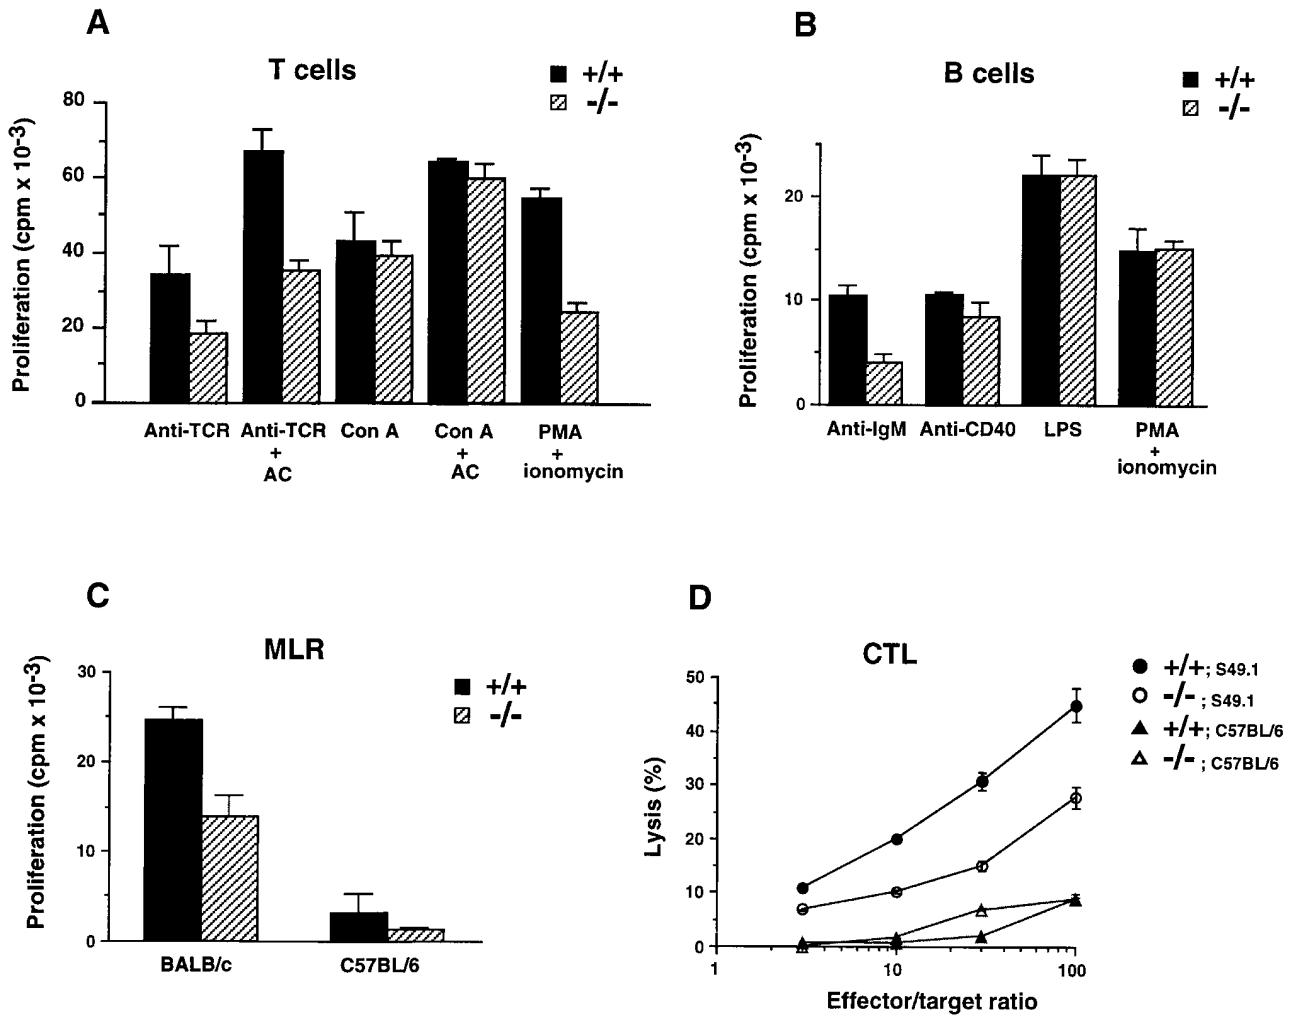 A
T cells
+/+
-/-
Proliferation (cpm x 10-3)
80
60
40
20
0
Anti-TCR
Anti-TCR
+
AC
Con A
Con A
+
AC
PMA
+
ionomycin
B
B cells
+/+
-/-
Proliferation (cpm x 10-3)
20
10
0
Anti-IgM
Anti-CD40
LPS
PMA
+
ionomycin
C
MLR
+/+
-/-
Proliferation (cpm x 10-3)
30
20
10
0
BALB/c
C57BL/6
D
CTL
+/+; S49.1
-/- ; S49.1
+/+; C57BL/6
-/- ; C57BL/6
Lysis (%)
50
40
30
20
10
0
1
10
100
Effector/target ratio